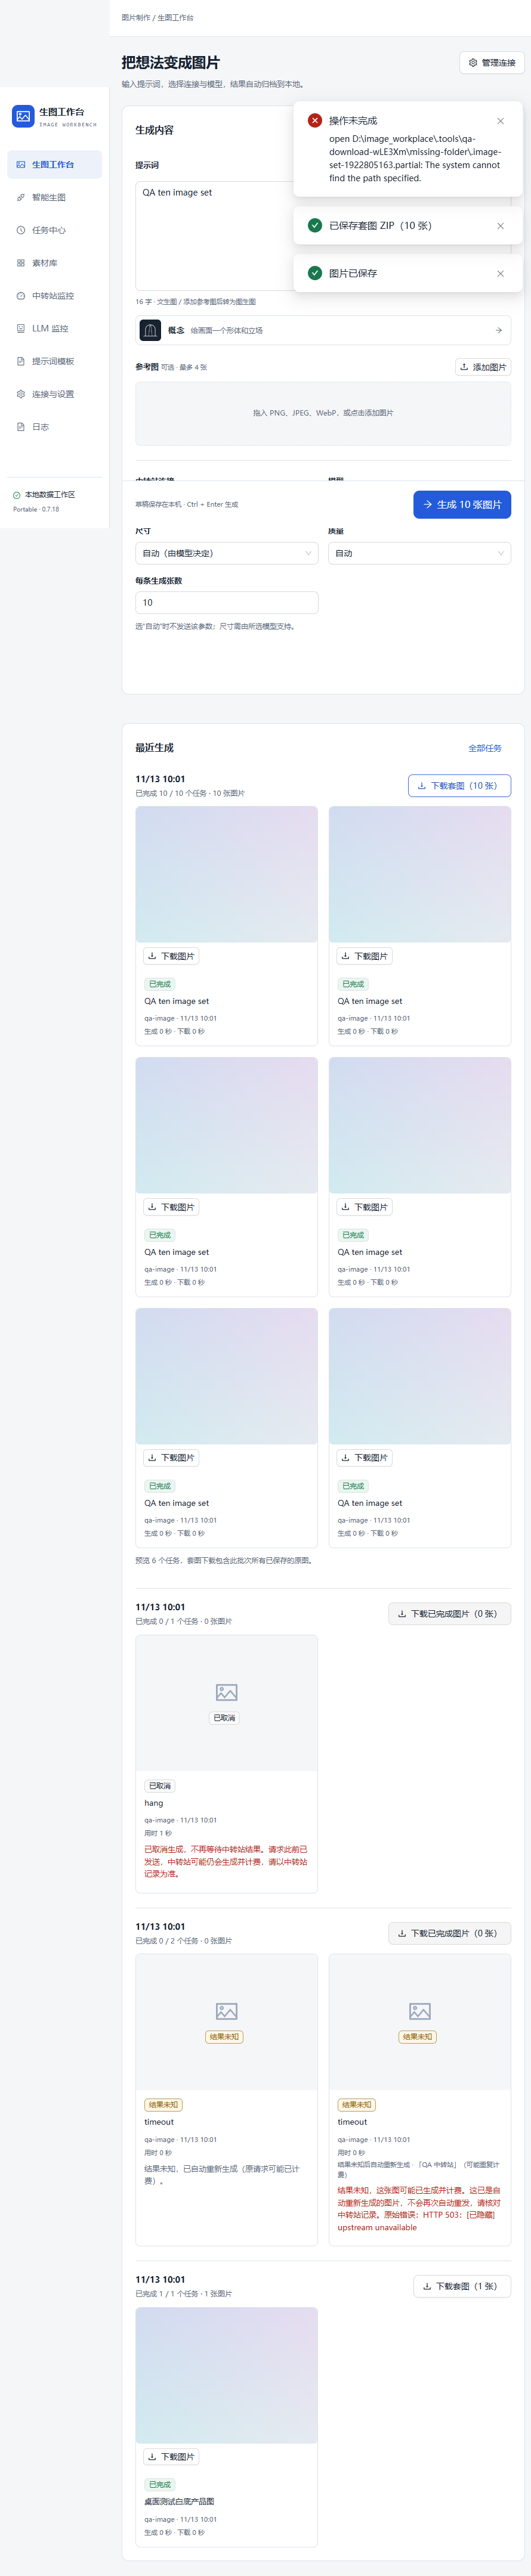 图片制作 / 生图工作台
生图工作台
IMAGE WORKBENCH
生图工作台
智能生图
任务中心
素材库
中转站监控
LLM 监控
提示词模板
连接与设置
日志
本地数据工作区
Portable · 0.7.18
把想法变成图片
管理连接
输入提示词，选择连接与模型，结果自动归档到本地。
生成内容
提示词
QA ten image set
操作未完成
open D:\image_workplace\.tools\qa-
download-wLE3Xm\missing-folder\.image-
set-1922805163.partial: The system cannot
find the path specified.
已保存套图 ZIP（10 张）
图片已保存
16 字 · 文生图 / 添加参考图后转为图生图
概念 给画面一个形体和立场
参考图 可选 · 最多 4 张
添加图片
拖入 PNG、JPEG、WebP，或点击添加图片
草稿保存在本机 · Ctrl + Enter 生成
生成 10 张图片
尺寸
质量
自动（由模型决定）
自动
每条生成张数
10
选“自动”时不发送该参数；尺寸需由所选模型支持。
最近生成
全部任务
11/13 10:01
已完成 10 / 10 个任务 · 10 张图片
下载套图（10 张）
下载图片
下载图片
已完成
已完成
QA ten image set
QA ten image set
qa-image · 11/13 10:01
qa-image · 11/13 10:01
生成 0 秒 · 下载 0 秒
生成 0 秒 · 下载 0 秒
下载图片
下载图片
已完成
已完成
QA ten image set
QA ten image set
qa-image · 11/13 10:01
qa-image · 11/13 10:01
生成 0 秒 · 下载 0 秒
生成 0 秒 · 下载 0 秒
下载图片
下载图片
已完成
已完成
QA ten image set
QA ten image set
qa-image · 11/13 10:01
qa-image · 11/13 10:01
生成 0 秒 · 下载 0 秒
生成 0 秒 · 下载 0 秒
预览 6 个任务，套图下载包含此批次所有已保存的原图。
11/13 10:01
已完成 0 / 1 个任务 · 0 张图片
下载已完成图片（0 张）
已取消
已取消
hang
qa-image · 11/13 10:01
用时 1 秒
已取消生成，不再等待中转站结果。请求此前已
发送，中转站可能仍会生成并计费，请以中转站
记录为准。
11/13 10:01
已完成 0 / 2 个任务 · 0 张图片
下载已完成图片（0 张）
结果未知
结果未知
结果未知
结果未知
timeout
timeout
qa-image · 11/13 10:01
qa-image · 11/13 10:01
用时 0 秒
用时 0 秒
结果未知，已自动重新生成（原请求可能已计
费）。
结果未知后自动重新生成 · 「QA 中转站」（可能重复计
费）
结果未知，这张图可能已生成并计费。这已是自
动重新生成的图片，不会再次自动重发，请核对
中转站记录。原始错误：HTTP 503：[已隐藏]
upstream unavailable
11/13 10:01
已完成 1 / 1 个任务 · 1 张图片
下载套图（1 张）
下载图片
已完成
桌面测试白底产品图
qa-image · 11/13 10:01
生成 0 秒 · 下载 0 秒